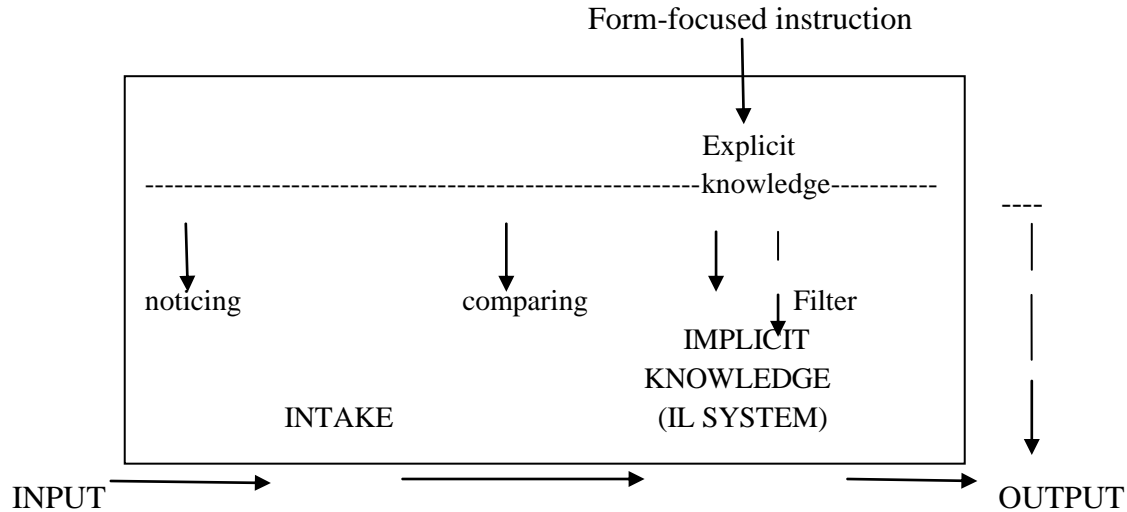 Form-focused instruction
Explicit
knowledge
noticing
comparing
Filter
IMPLICIT
KNOWLEDGE
INTAKE
(IL SYSTEM)
INPUT
OUTPUT